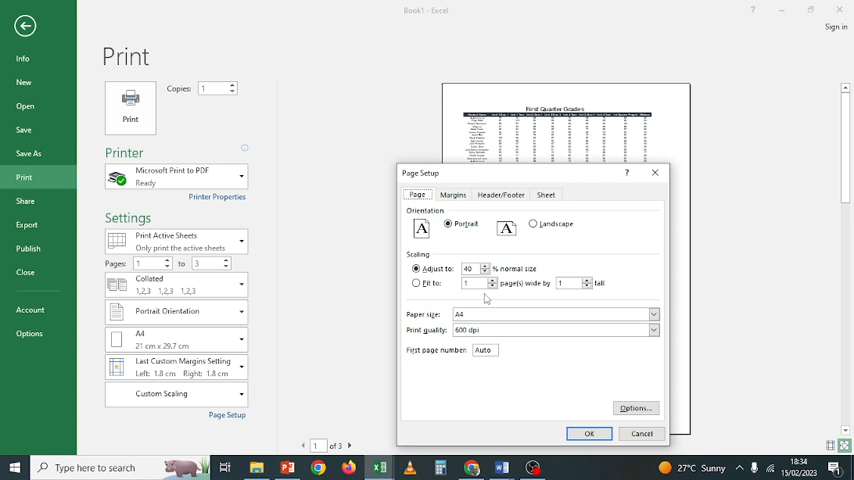 Book1 - Excel
?
Sign in
Info
New
Open
Save
Save As
Print
Share
Export
Publish
Close
Account
Options
Print
Print
Copies: 1
Printer
Microsoft Print to PDF
Ready
Printer Properties
Settings
Print Active Sheets
Only print the active sheets
Pages: 1 to 3
Collated
1,2,3 1,2,3 1,2,3
Portrait Orientation
A4
21 cm x 29,7 cm
Last Custom Margins Setting
Left: 1.8 cm Right: 1.8 cm
Custom Scaling
Page Setup
First Quarter Grades
Page Setup
?
Page Margins Header/Footer Sheet
Orientation
A Portrait A Landscape
Scaling
Adjust to: 40 % normal size
Fit to: 1 page(s) wide by 1 tall
Paper size: A4
Print quality: 600 dpi
First page number: Auto
Options...
OK Cancel
1 of 3
Type here to search
27°C Sunny
18:34
15/02/2023